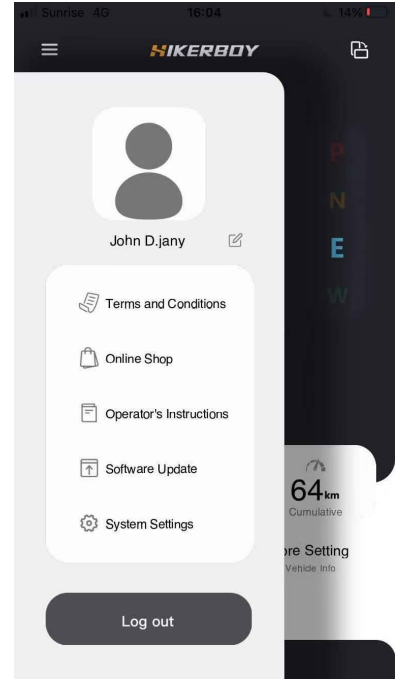 Sunrise 4G 16:04 14%
HIKERBOY
P
N
E
W
John D.jany
Terms and Conditions
Online Shop
Operator's Instructions
Software Update
System Settings
64km
Cumulative
ore Setting
Vehicle Info
Log out